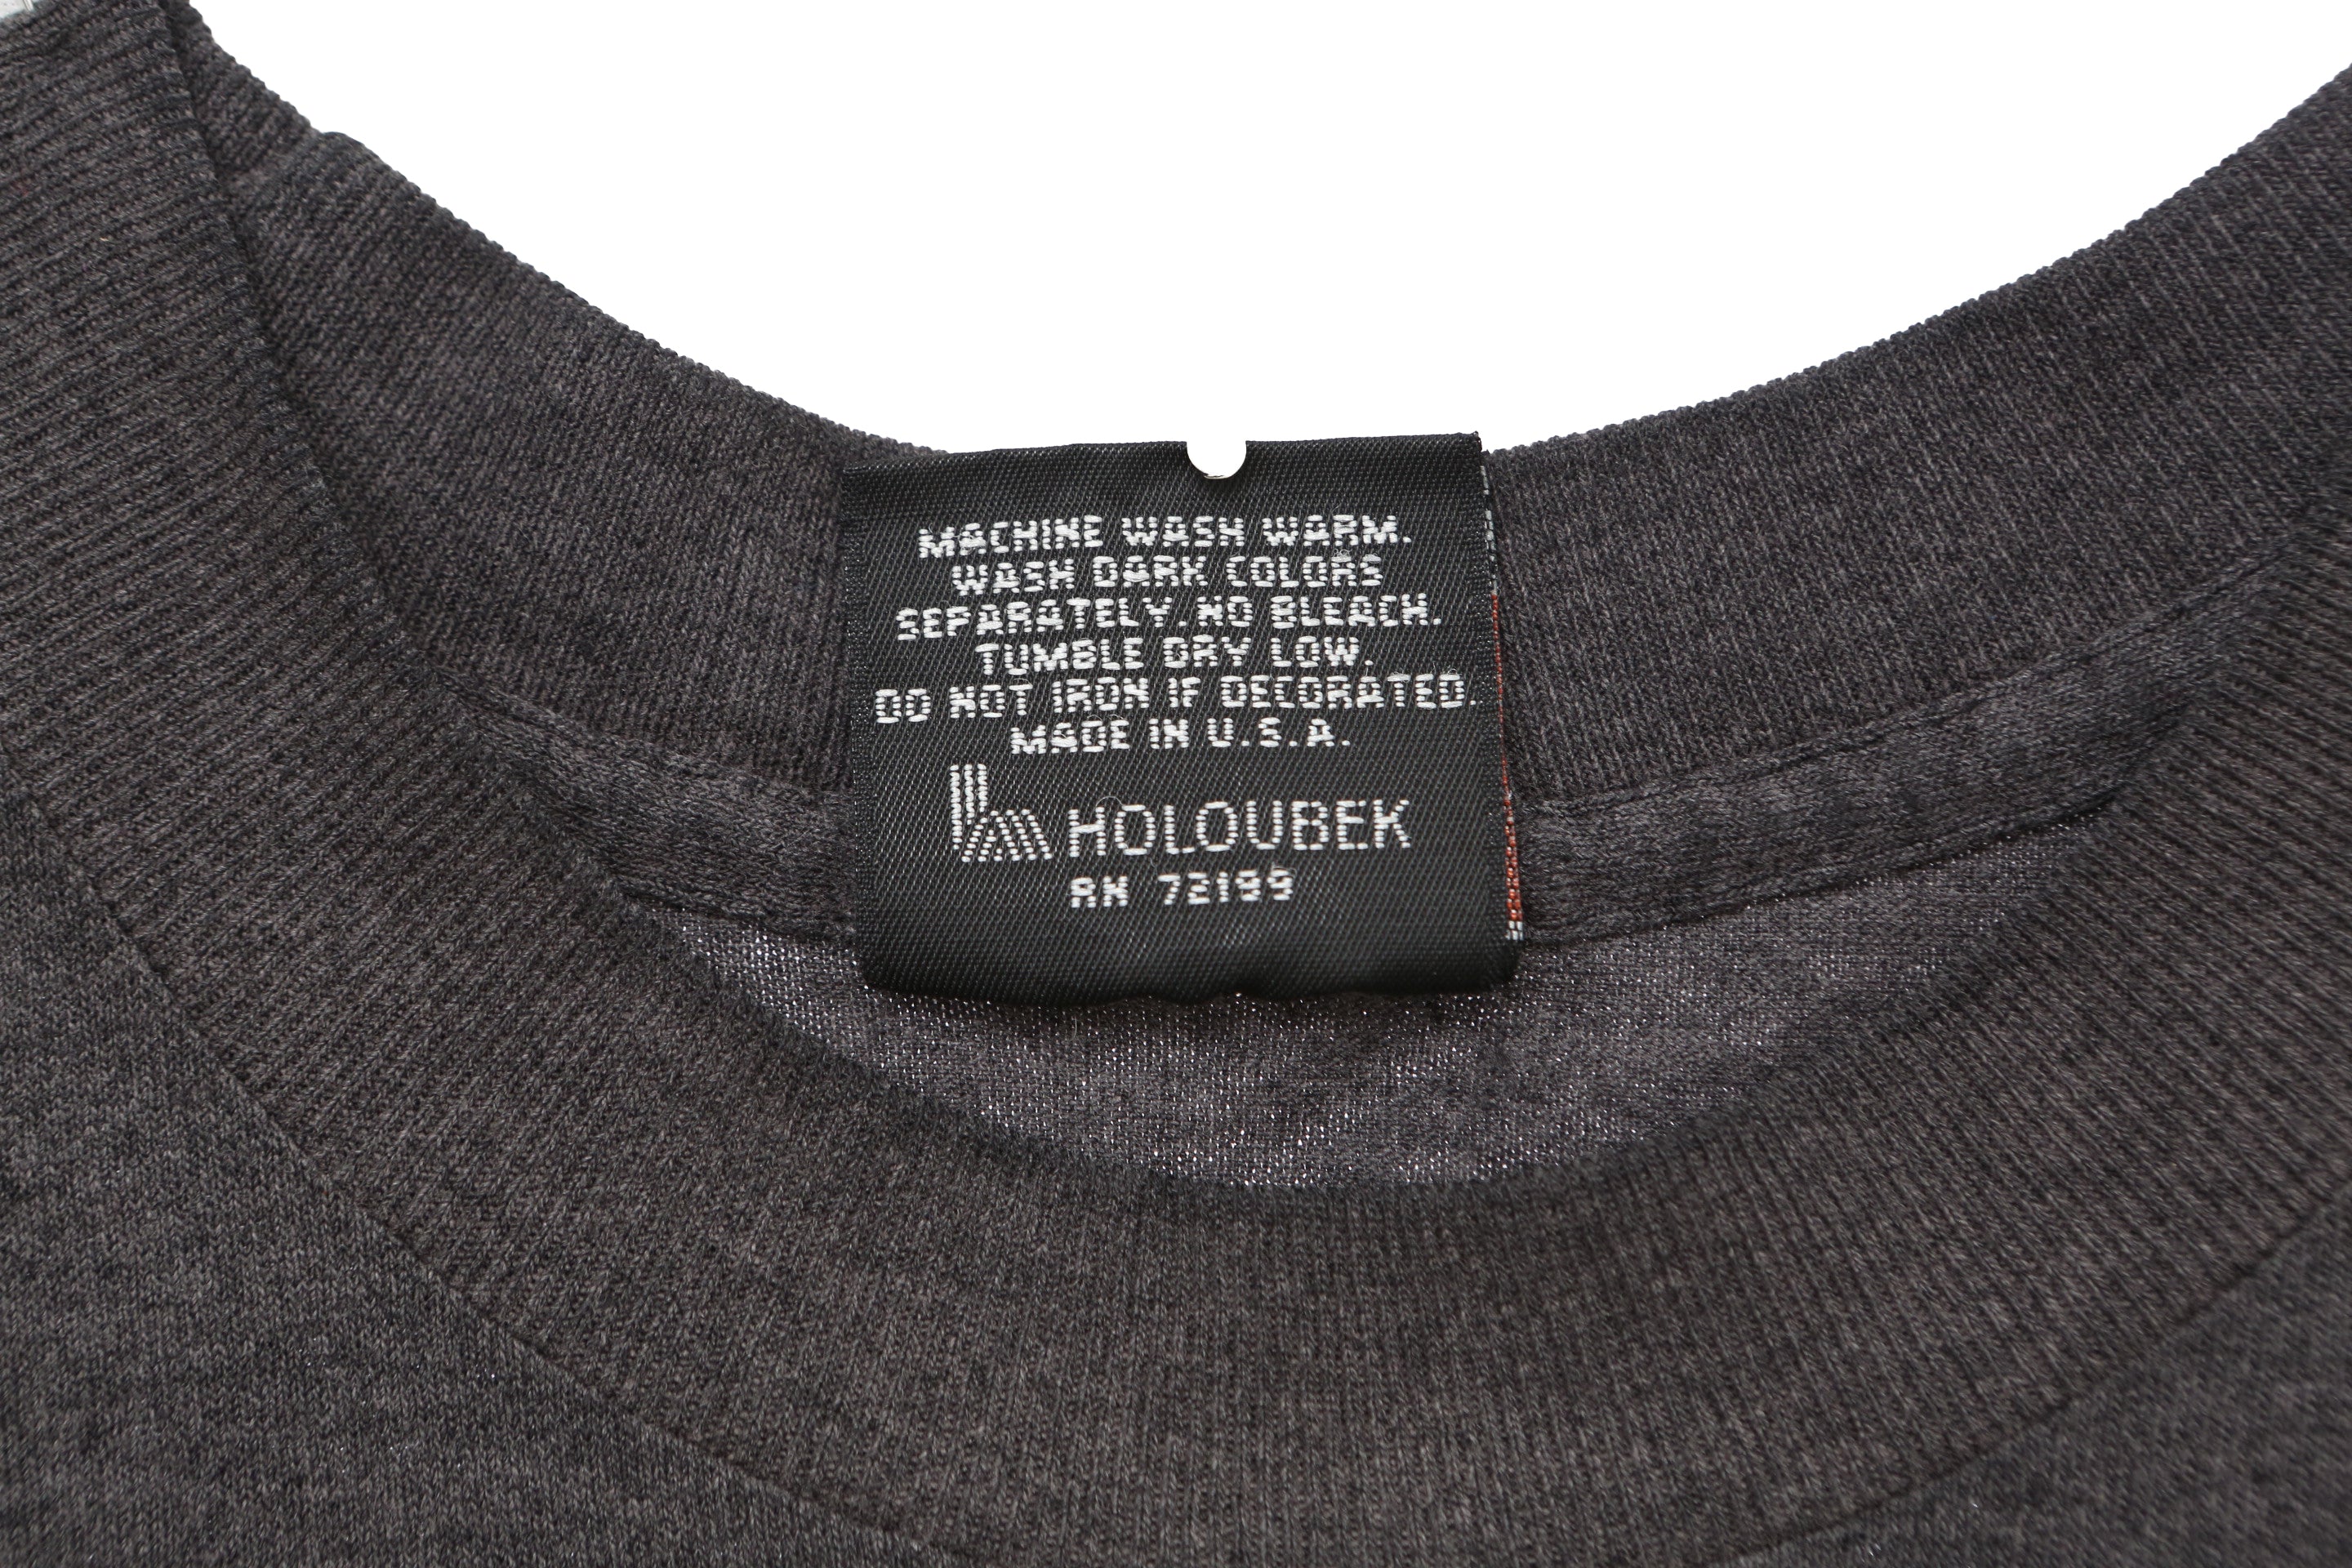 MACHINE WASH WARM.
WASH DARK COLORS
SEPARATELY. NO BLEACH.
TUMBLE DRY LOW.
DO NOT IRON IF DECORATED.
MADE IN U.S.A.
HOLOUBEK
RN 72199